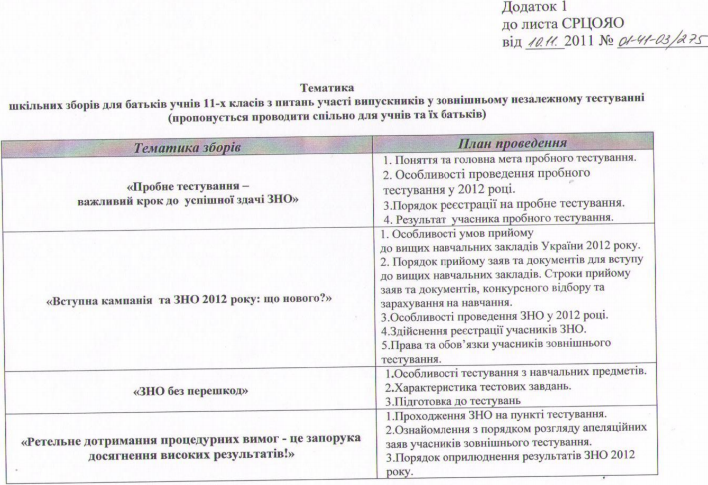 Додаток 1
до листа СРЦОЯО
від 10.11. 2011 № 01-41-03/275
Тематика
шкільних зборів для батьків учнів 11-х класів з питань участі випускників у зовнішньому незалежному тестуванні
(пропонується проводити спільно для учнів та їх батьків)
Тематика зборів
План проведення
«Пробне тестування –
важливий крок до успішної здачі ЗНО»
1. Поняття та головна мета пробного тестування.
2. Особливості проведення пробного
тестування у 2012 році.
3.Порядок реєстрації на пробне тестування.
4. Результат учасника пробного тестування.
«Вступна кампанія та ЗНО 2012 року: що нового?»
1. Особливості умов прийому
до вищих навчальних закладів України 2012 року.
2. Порядок прийому заяв та документів для вступу
до вищих навчальних закладів. Строки прийому
заяв та документів, конкурсного відбору та
зарахування на навчання.
3.Особливості проведення ЗНО у 2012 році.
4.Здійснення реєстрації учасників ЗНО.
5.Права та обов’язки учасників зовнішнього
тестування.
«ЗНО без перешкод»
1.Особливості тестування з навчальних предметів.
2.Характеристика тестових завдань.
3.Підготовка до тестувань
«Ретельне дотримання процедурних вимог - це запорука
досягнення високих результатів!»
1.Проходження ЗНО на пункті тестування.
2.Ознайомлення з порядком розгляду апеляційних
заяв учасників зовнішнього тестування.
3.Порядок оприлюднення результатів ЗНО 2012
року.